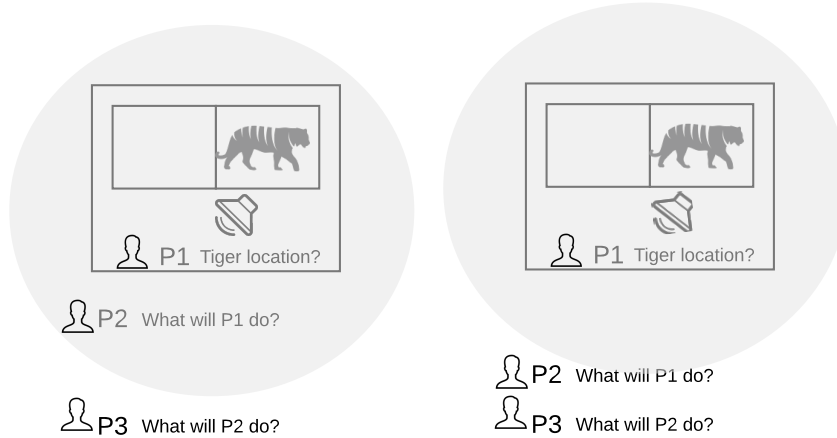 P1 Tiger location?
P2 What will P1 do?
P3 What will P2 do?
P1 Tiger location?
P2 What will P1 do?
P3 What will P2 do?